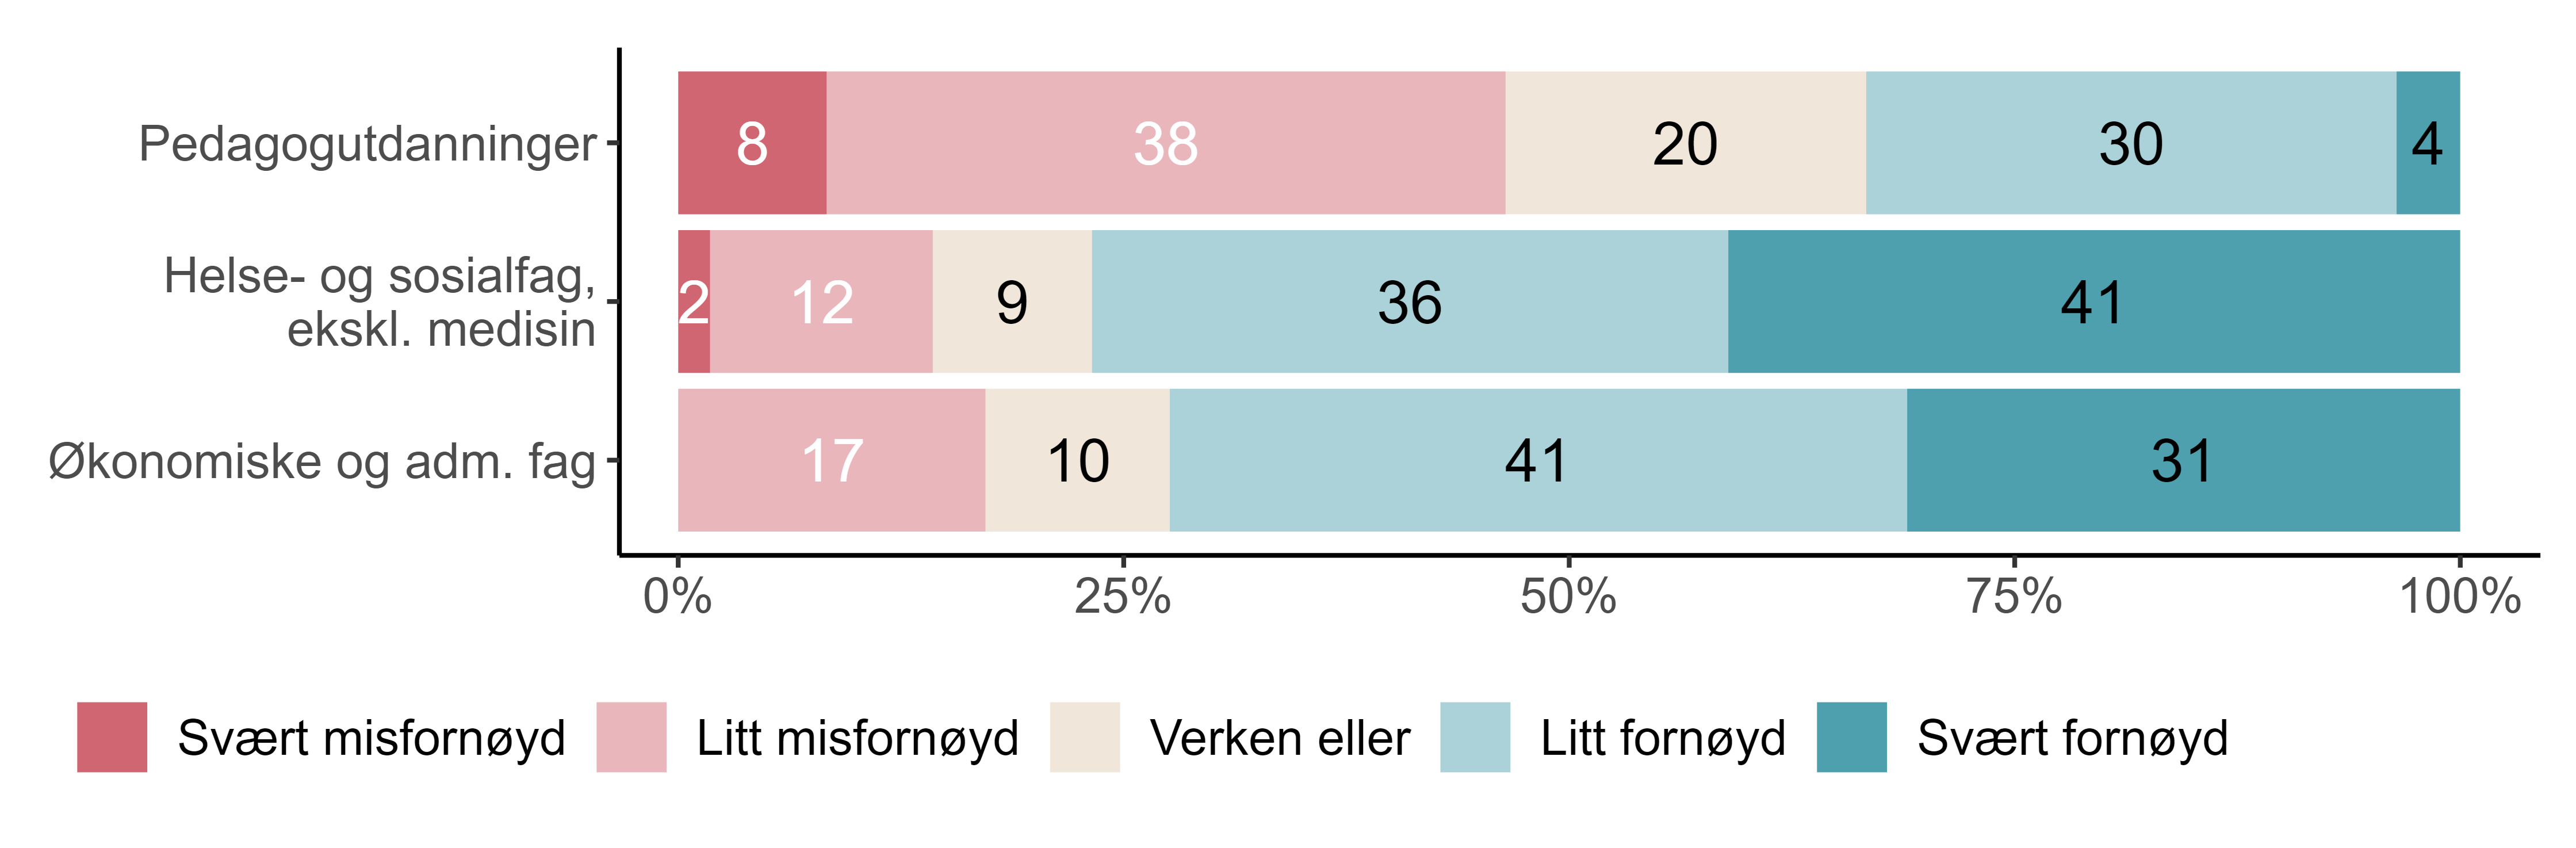 Pedagogutdanninger
8 38 20 30 4
Helse- og sosialfag,
ekskl. medisin
2 12 9 36 41
Økonomiske og adm. fag
17 10 41 31
0% 25% 50% 75% 100%
Svært misfornøyd Litt misfornøyd Verken eller Litt fornøyd Svært fornøyd